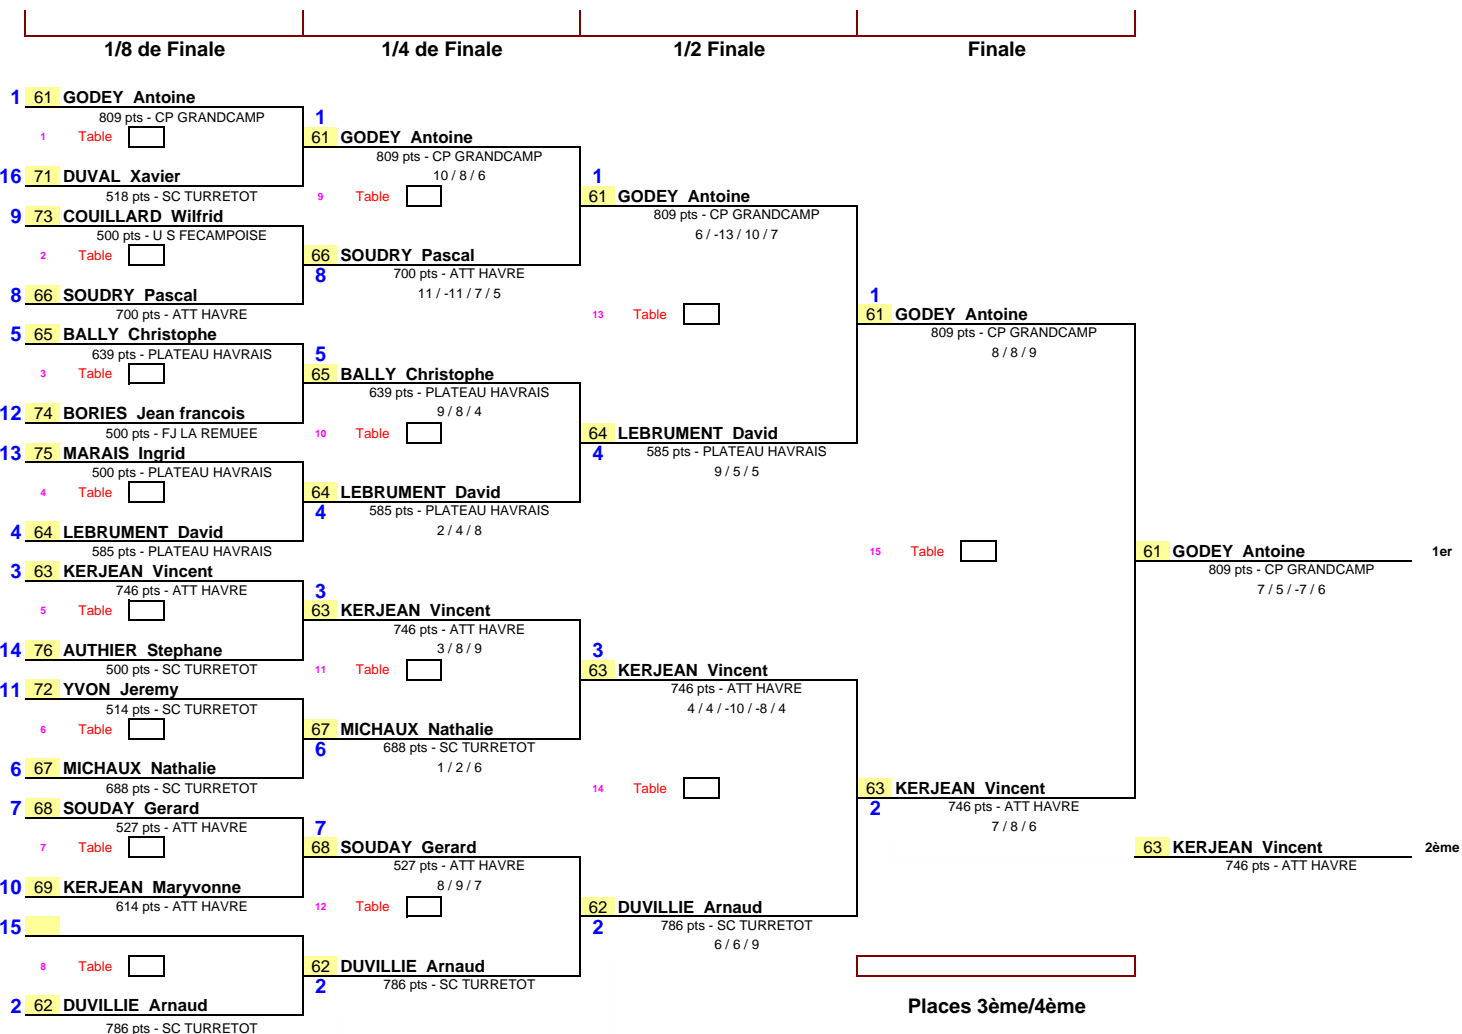 1/8 de Finale
1/4 de Finale
1/2 Finale
Finale
1 61 GODEY Antoine
809 pts - CP GRANDCAMP
1 Table
16 71 DUVAL Xavier
518 pts - SC TURRETOT
9 73 COUILLARD Wilfrid
500 pts - U S FECAMPOISE
2 Table
8 66 SOUDRY Pascal
700 pts - ATT HAVRE
5 65 BALLY Christophe
639 pts - PLATEAU HAVRAIS
3 Table
12 74 BORIES Jean francois
500 pts - FJ LA REMUEE
13 75 MARAIS Ingrid
500 pts - PLATEAU HAVRAIS
4 Table
4 64 LEBRUMENT David
585 pts - PLATEAU HAVRAIS
3 63 KERJEAN Vincent
746 pts - ATT HAVRE
5 Table
14 76 AUTHIER Stephane
500 pts - SC TURRETOT
11 72 YVON Jeremy
514 pts - SC TURRETOT
6 Table
6 67 MICHAUX Nathalie
688 pts - SC TURRETOT
7 68 SOUDAY Gerard
527 pts - ATT HAVRE
7 Table
10 69 KERJEAN Maryvonne
614 pts - ATT HAVRE
15
8 Table
2 62 DUVILLIE Arnaud
786 pts - SC TURRETOT
1
61 GODEY Antoine
809 pts - CP GRANDCAMP
10 / 8 / 6
9 Table
66 SOUDRY Pascal
8
700 pts - ATT HAVRE
11 / -11 / 7 / 5
5
65 BALLY Christophe
639 pts - PLATEAU HAVRAIS
9 / 8 / 4
10 Table
64 LEBRUMENT David
4
585 pts - PLATEAU HAVRAIS
2 / 4 / 8
3
63 KERJEAN Vincent
746 pts - ATT HAVRE
3 / 8 / 9
11 Table
67 MICHAUX Nathalie
6
688 pts - SC TURRETOT
1 / 2 / 6
7
68 SOUDAY Gerard
527 pts - ATT HAVRE
8 / 9 / 7
12 Table
62 DUVILLIE Arnaud
2
786 pts - SC TURRETOT
1
61 GODEY Antoine
809 pts - CP GRANDCAMP
6 / -13 / 10 / 7
13 Table
64 LEBRUMENT David
4
585 pts - PLATEAU HAVRAIS
9 / 5 / 5
3
63 KERJEAN Vincent
746 pts - ATT HAVRE
4 / 4 / -10 / -8 / 4
14 Table
62 DUVILLIE Arnaud
2
786 pts - SC TURRETOT
6 / 6 / 9
1
61 GODEY Antoine
809 pts - CP GRANDCAMP
8 / 8 / 9
15 Table
63 KERJEAN Vincent
2
746 pts - ATT HAVRE
7 / 8 / 6
61 GODEY Antoine 1er
809 pts - CP GRANDCAMP
7 / 5 / -7 / 6
63 KERJEAN Vincent 2ème
746 pts - ATT HAVRE
Places 3ème/4ème